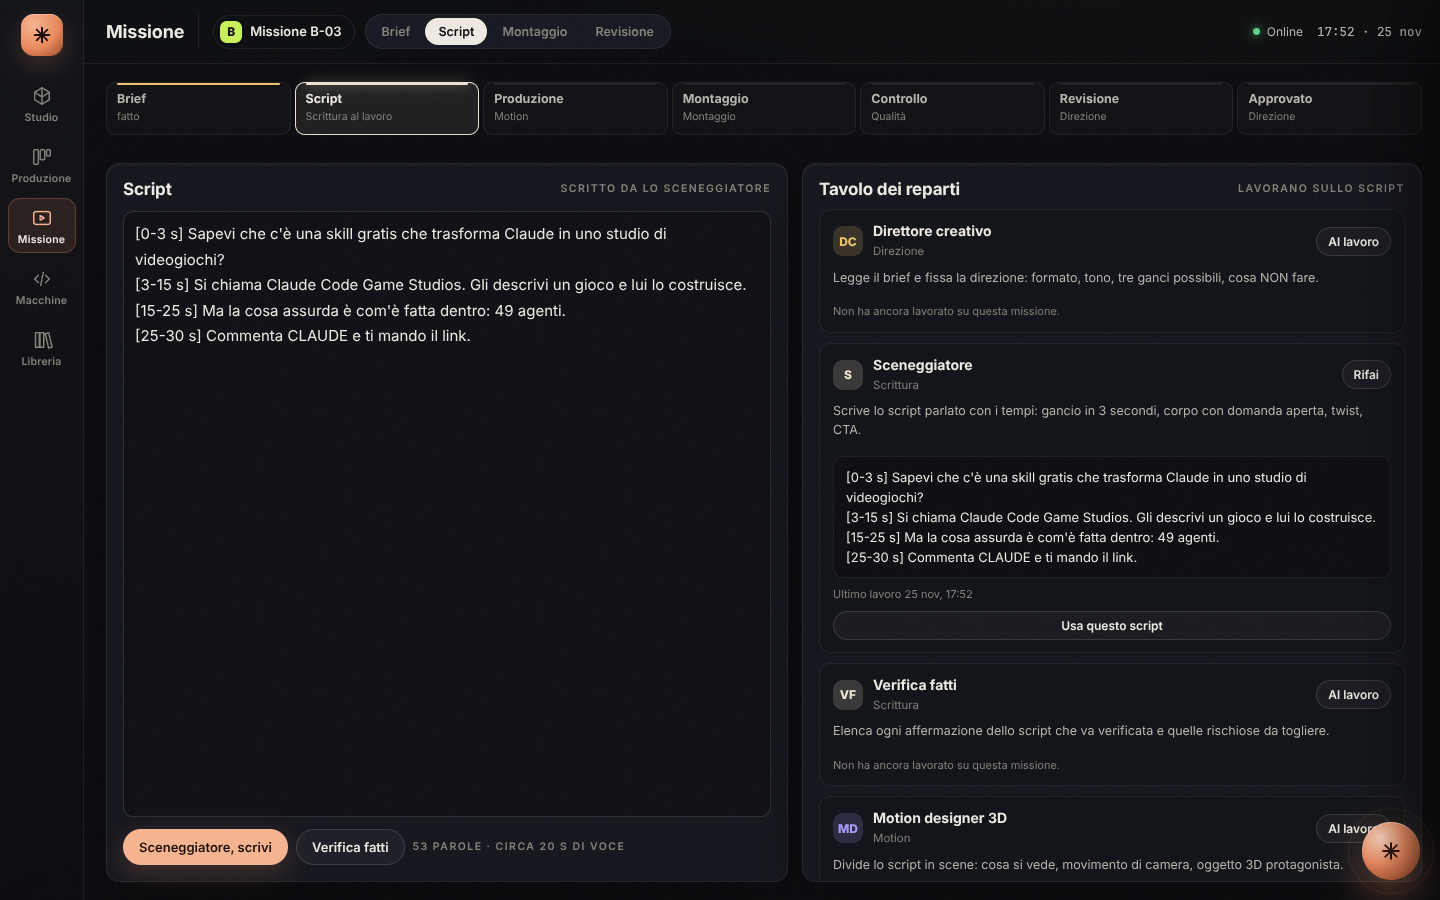 Missione
B
Missione B-03
Brief
Script
Montaggio
Revisione
Online
17:52 · 25 nov
Studio
Produzione
Missione
Macchine
Libreria
Brief
fatto
Script
Scrittura al lavoro
Produzione
Motion
Montaggio
Montaggio
Controllo
Qualità
Revisione
Direzione
Approvato
Direzione
Script
SCRITTO DA LO SCENEGGIATORE
[0-3 s] Sapevi che c'è una skill gratis che trasforma Claude in uno studio di
videogiochi?
[3-15 s] Si chiama Claude Code Game Studios. Gli descrivi un gioco e lui lo costruisce.
[15-25 s] Ma la cosa assurda è com'è fatta dentro: 49 agenti.
[25-30 s] Commenta CLAUDE e ti mando il link.
Sceneggiatore, scrivi
Verifica fatti
53 PAROLE · CIRCA 20 S DI VOCE
Tavolo dei reparti
LAVORANO SULLO SCRIPT
DC
Direttore creativo
Direzione
Al lavoro
Legge il brief e fissa la direzione: formato, tono, tre ganci possibili, cosa NON fare.
Non ha ancora lavorato su questa missione.
S
Sceneggiatore
Scrittura
Rifai
Scrive lo script parlato con i tempi: gancio in 3 secondi, corpo con domanda aperta, twist,
CTA.
[0-3 s] Sapevi che c'è una skill gratis che trasforma Claude in uno studio di
videogiochi?
[3-15 s] Si chiama Claude Code Game Studios. Gli descrivi un gioco e lui lo costruisce.
[15-25 s] Ma la cosa assurda è com'è fatta dentro: 49 agenti.
[25-30 s] Commenta CLAUDE e ti mando il link.
Ultimo lavoro 25 nov, 17:52
Usa questo script
VF
Verifica fatti
Scrittura
Al lavoro
Elenca ogni affermazione dello script che va verificata e quelle rischiose da togliere.
Non ha ancora lavorato su questa missione.
MD
Motion designer 3D
Motion
Al lavoro
Divide lo script in scene: cosa si vede, movimento di camera, oggetto 3D protagonista.